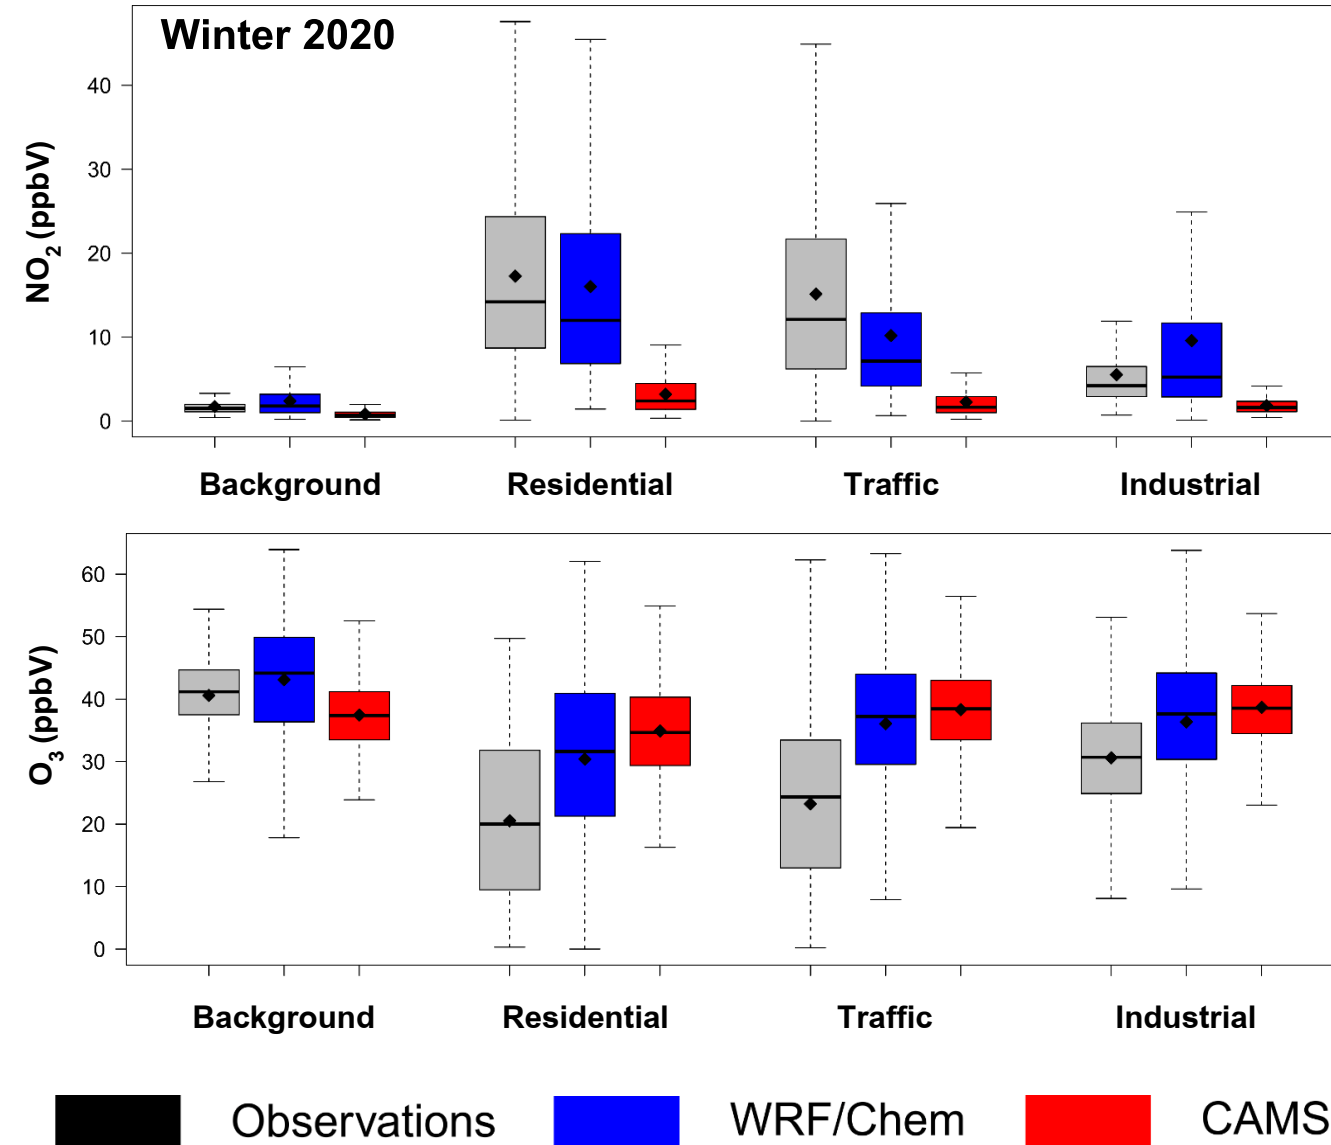 Winter 2020
NO2 (ppbV)
40
30
20
10
0
Background Residential Traffic Industrial
O3 (ppbV)
60
50
40
30
20
10
0
Background Residential Traffic Industrial
Observations WRF/Chem CAMS